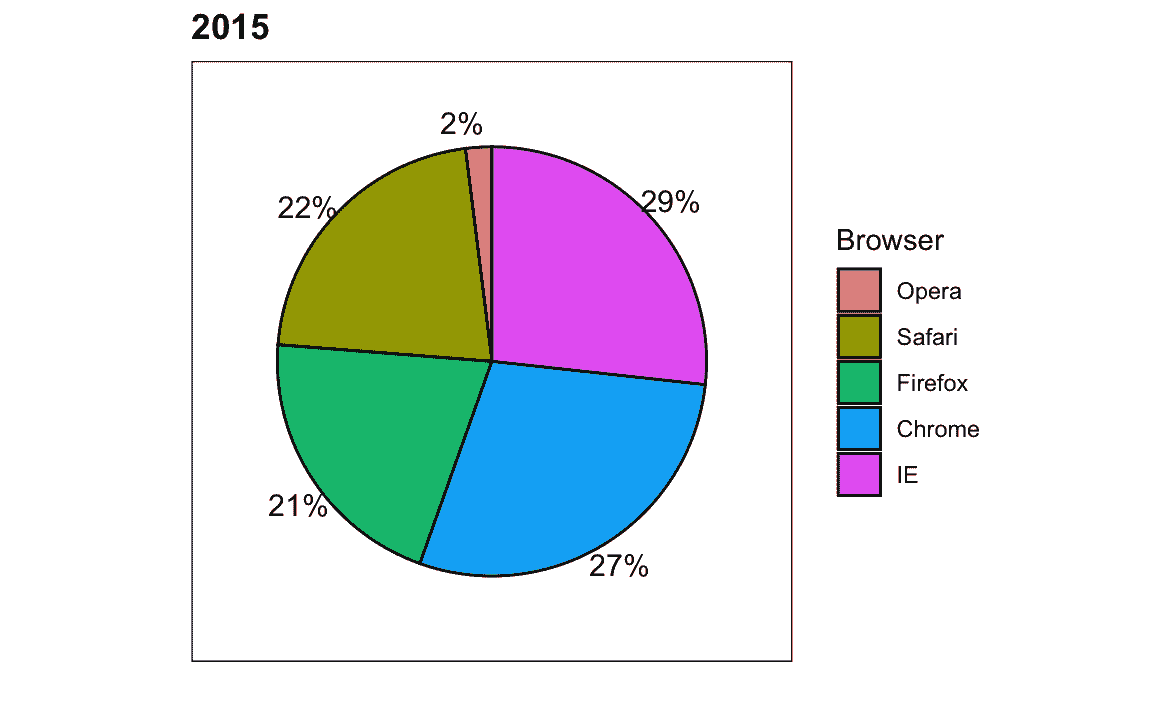 2015
2%
22%
29%
21%
27%
Browser
Opera
Safari
Firefox
Chrome
IE